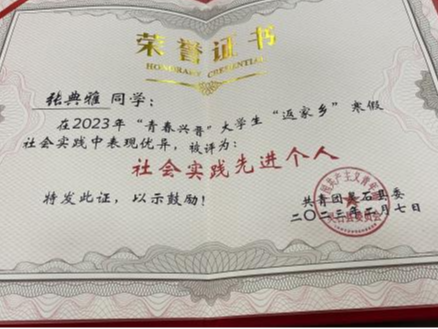 荣誉证书
HONORARY CREDENTIAL
张典雅 同学：
在2023年“青春兴晋”大学生“返家乡”寒假
社会实践中表现优异，被评为：
社会实践先进个人
特发此证，以示鼓励！
共青团灵石县委
二〇二三年二月七日